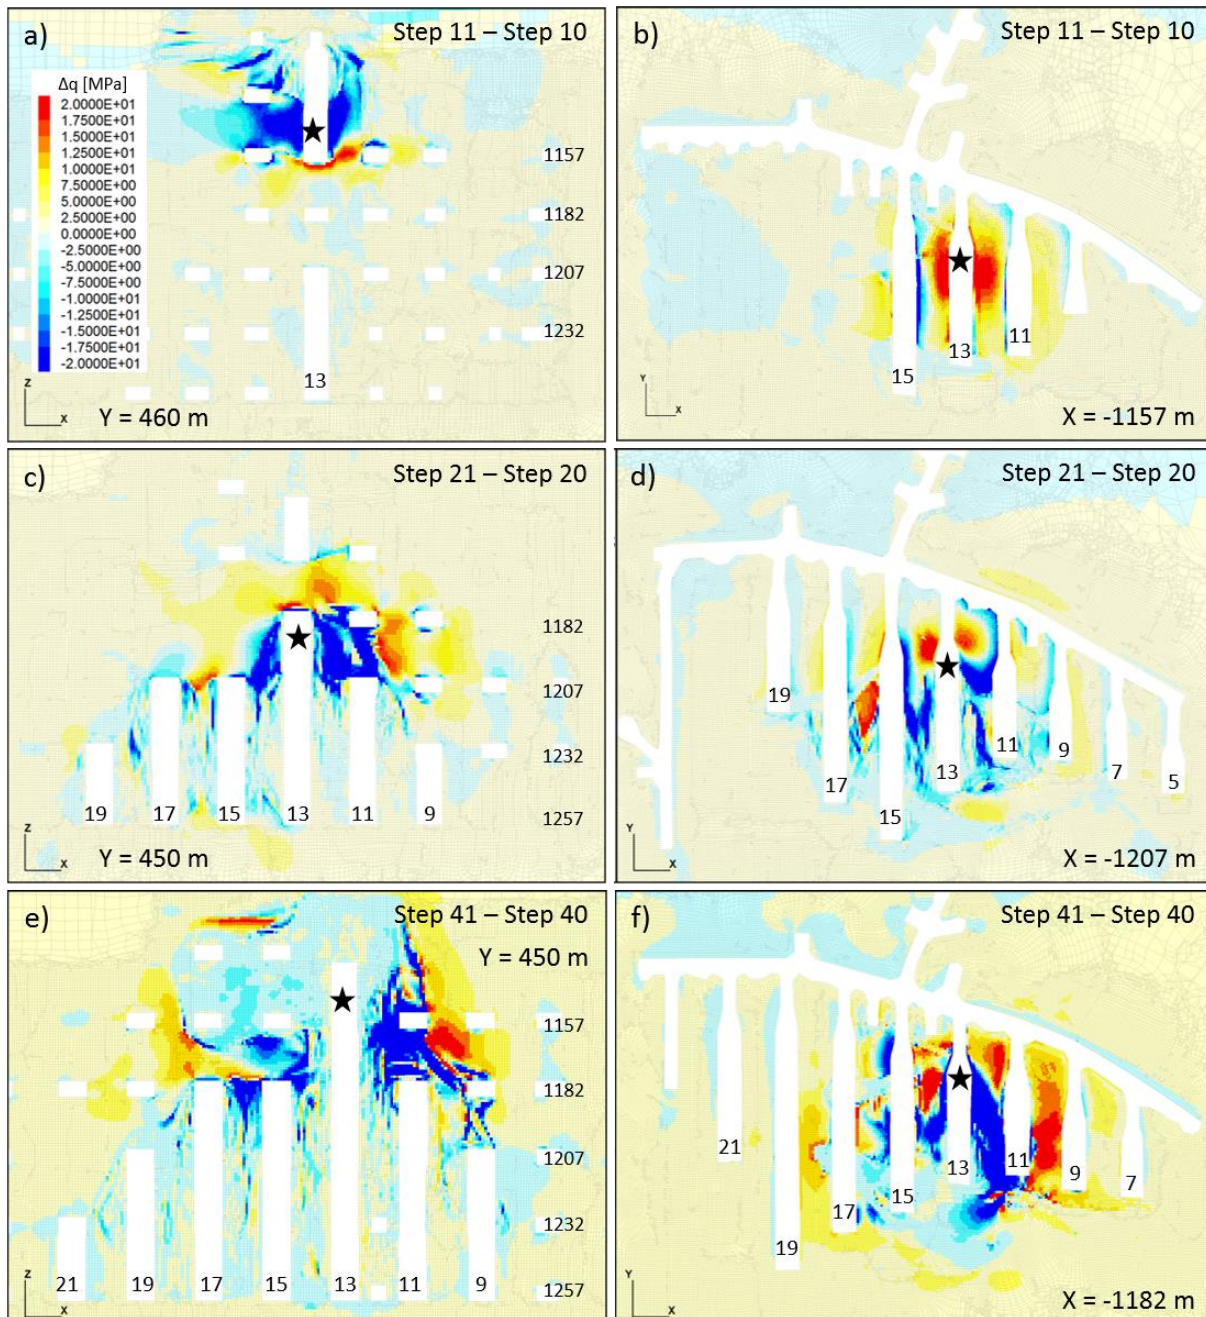 a)
Step 11 – Step 10
Δq [MPa]
2.0000E+01
1.7500E+01
1.5000E+01
1.2500E+01
1.0000E+01
7.5000E+00
5.0000E+00
2.5000E+00
0.0000E+00
-2.5000E+00
-5.0000E+00
-7.5000E+00
-1.0000E+01
-1.2500E+01
-1.5000E+01
-1.7500E+01
-2.0000E+01
1157
1182
1207
1232
13
Z
X
Y = 460 m
b)
Step 11 – Step 10
11
13
15
Y
X
X = -1157 m
c)
Step 21 – Step 20
1182
1207
1232
1257
19
17
15
13
11
9
Z
X
Y = 450 m
d)
Step 21 – Step 20
19
17
15
13
11
9
7
5
Y
X
X = -1207 m
e)
Step 41 – Step 40
Y = 450 m
1157
1182
1207
1232
1257
21
19
17
15
13
11
9
Z
X
f)
Step 41 – Step 40
21
19
17
15
13
11
9
7
Y
X
X = -1182 m